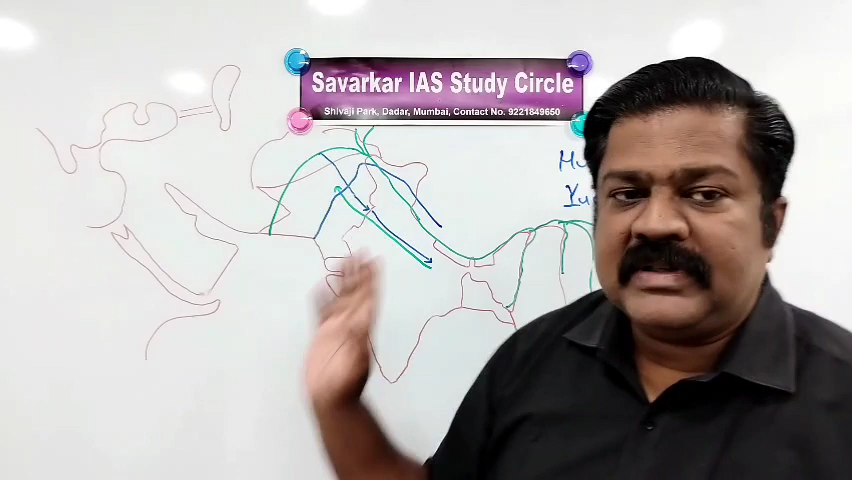 Savarkar IAS Study Circle
Shivaji Park, Dadar, Mumbai, Contact No. 9221849650